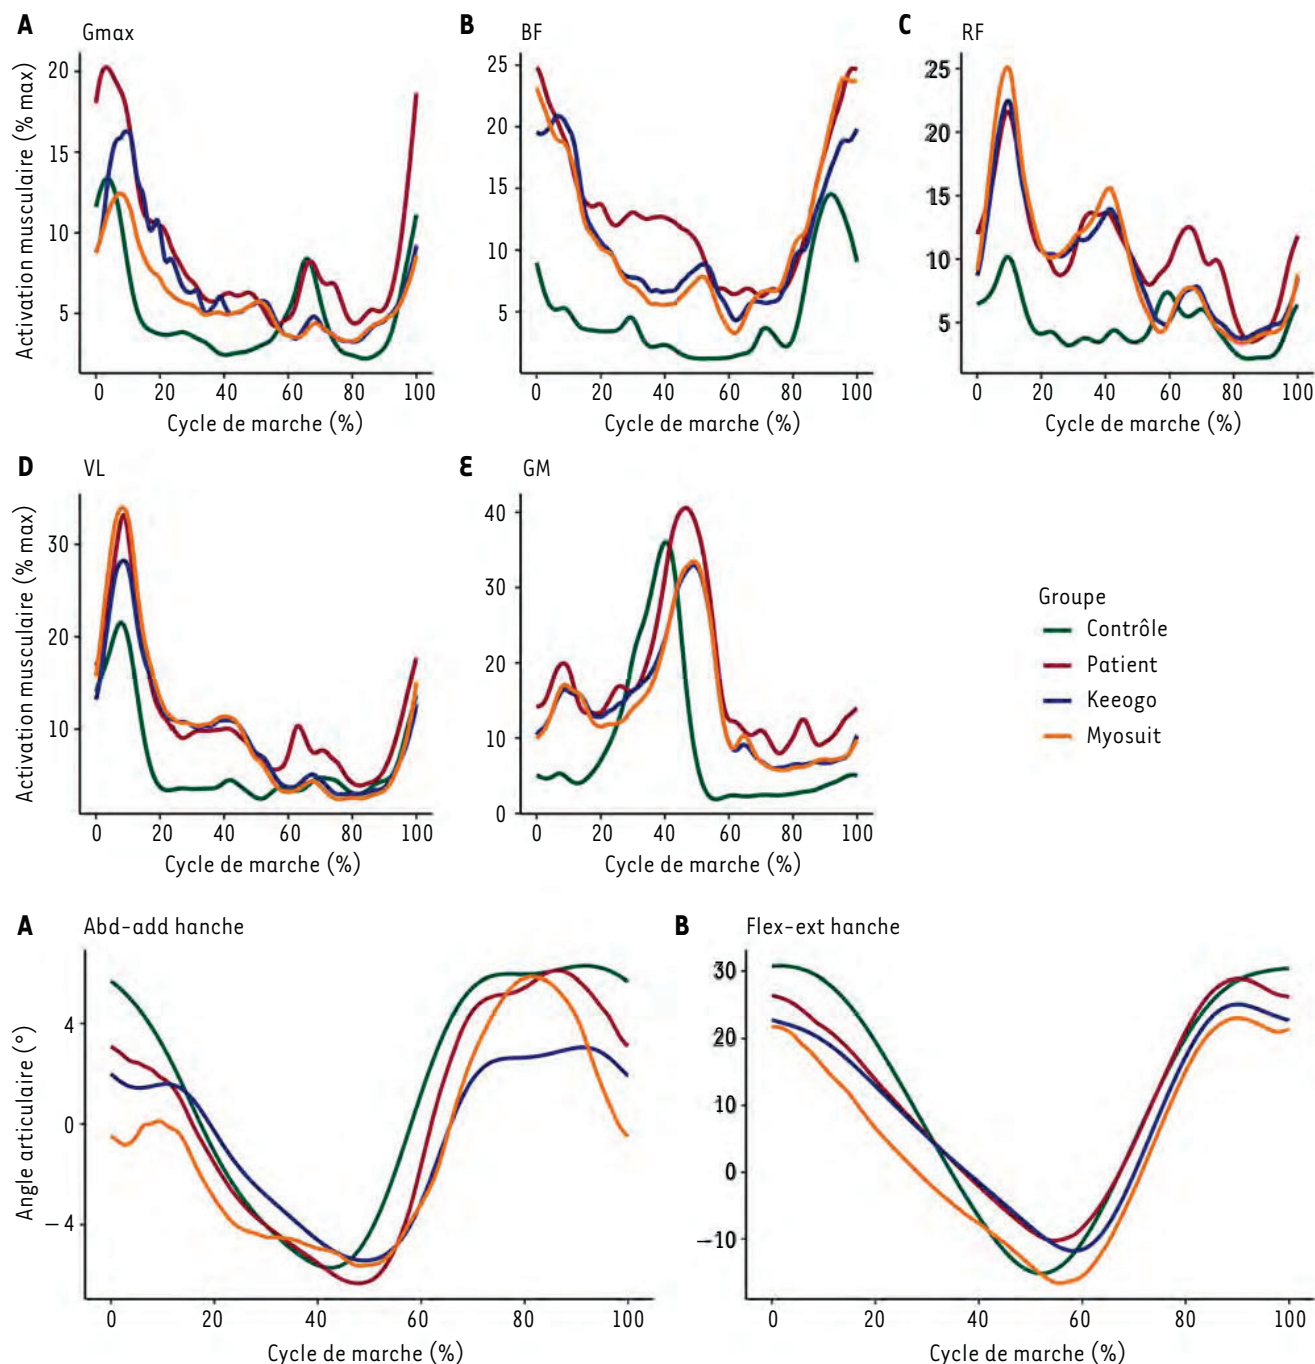 A Gmax
B BF
C RF
Activation musculaire (% max)
20
15
10
5
25
20
15
10
5
25
20
15
10
5
0 20 40 60 80 100
0 20 40 60 80 100
0 20 40 60 80 100
Cycle de marche (%)
Cycle de marche (%)
Cycle de marche (%)
D VL
E GM
Activation musculaire (% max)
30
20
10
40
30
20
10
0
0 20 40 60 80 100
0 20 40 60 80 100
Cycle de marche (%)
Cycle de marche (%)
Groupe
Contrôle
Patient
Keeogo
Myosuit
A Abd-add hanche
B Flex-ext hanche
Angle articulaire (°)
4
0
– 4
30
20
10
0
–10
0 20 40 60 80 100
0 20 40 60 80 100
Cycle de marche (%)
Cycle de marche (%)